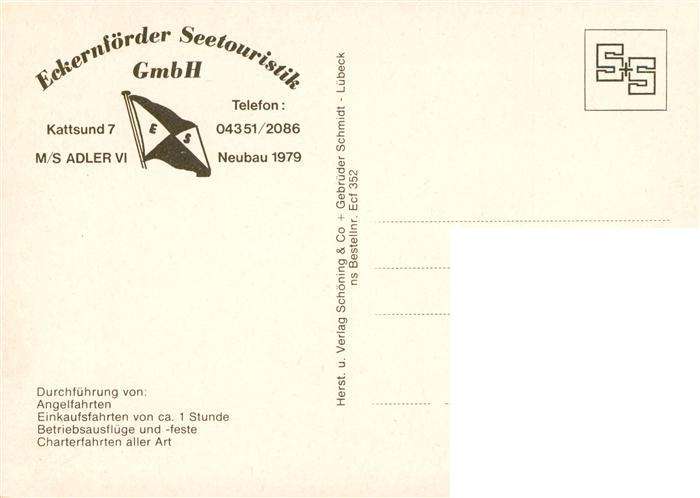 Eckernförder Seetouristik
GmbH
Telefon :
Kattsund 7
04351/2086
M/S ADLER VI
Neubau 1979
E
S
Durchführung von:
Angelfahrten
Einkaufsfahrten von ca. 1 Stunde
Betriebsausflüge und -feste
Charterfahrten aller Art
Herst. u. Verlag Schöning & Co + Gebrüder Schmidt - Lübeck
ns Bestellnr. Ecf 352
S+S